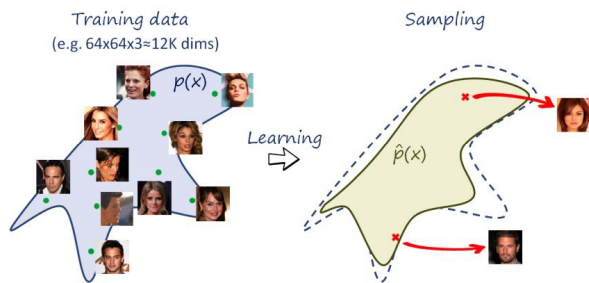 Training data
(e.g. 64x64x3≈12K dims)
p(x)
Learning
Sampling
p̂(x)